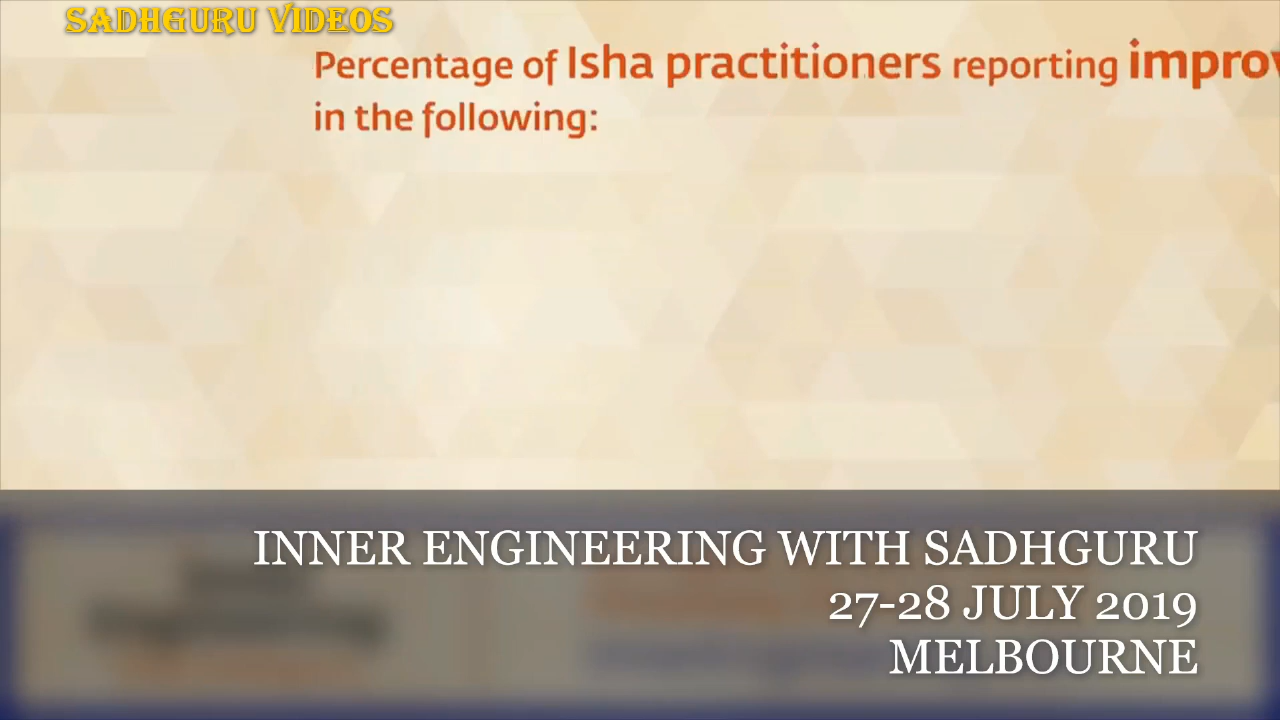 SADHGURU VIDEOS
Percentage of Isha practitioners reporting
in the following:
INNER ENGINEERING WITH SADHGURU
27-28 JULY 2019
MELBOURNE